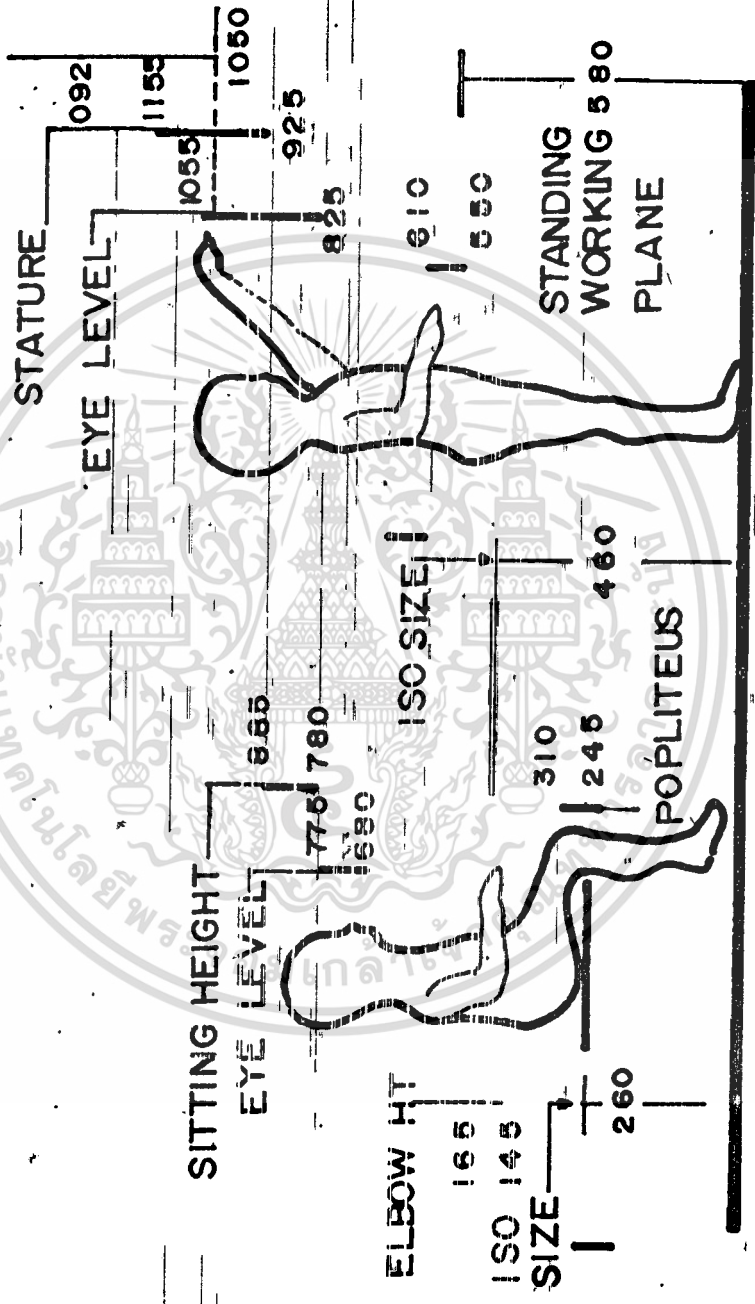 STATURE
092
1155
EYE LEVEL
1055
1050
925
825
610
550
STANDING
WORKING 580
PLANE
SITTING HEIGHT
885
EYE LEVEL
775 780
680
ISO SIZE
460
310
245
POPLITEUS
ELBOW HT
165
ISO 145
SIZE
260